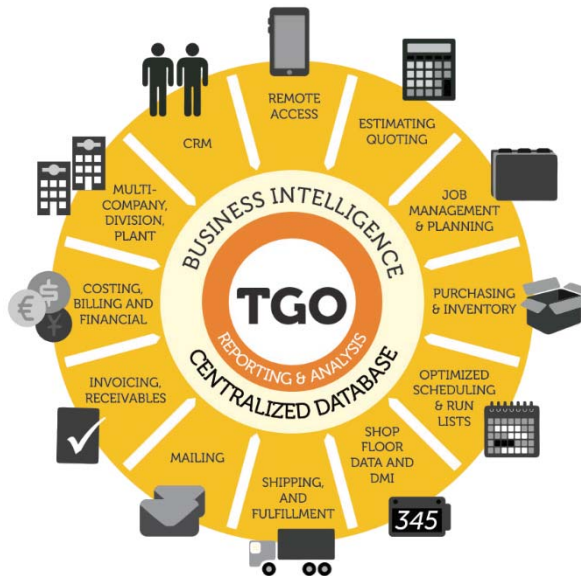 REMOTE
ACCESS
ESTIMATING
QUOTING
JOB
MANAGEMENT
& PLANNING
PURCHASING
& INVENTORY
OPTIMIZED
SCHEDULING
& RUN
LISTS
SHOP
FLOOR
DATA AND
DMI
345
SHIPPING,
AND
FULFILLMENT
MAILING
INVOICING,
RECEIVABLES
COSTING,
BILLING AND
FINANCIAL
€
$
¥
MULTI-
COMPANY,
DIVISION,
PLANT
CRM
BUSINESS INTELLIGENCE
TGO
REPORTING & ANALYSIS
CENTRALIZED DATABASE